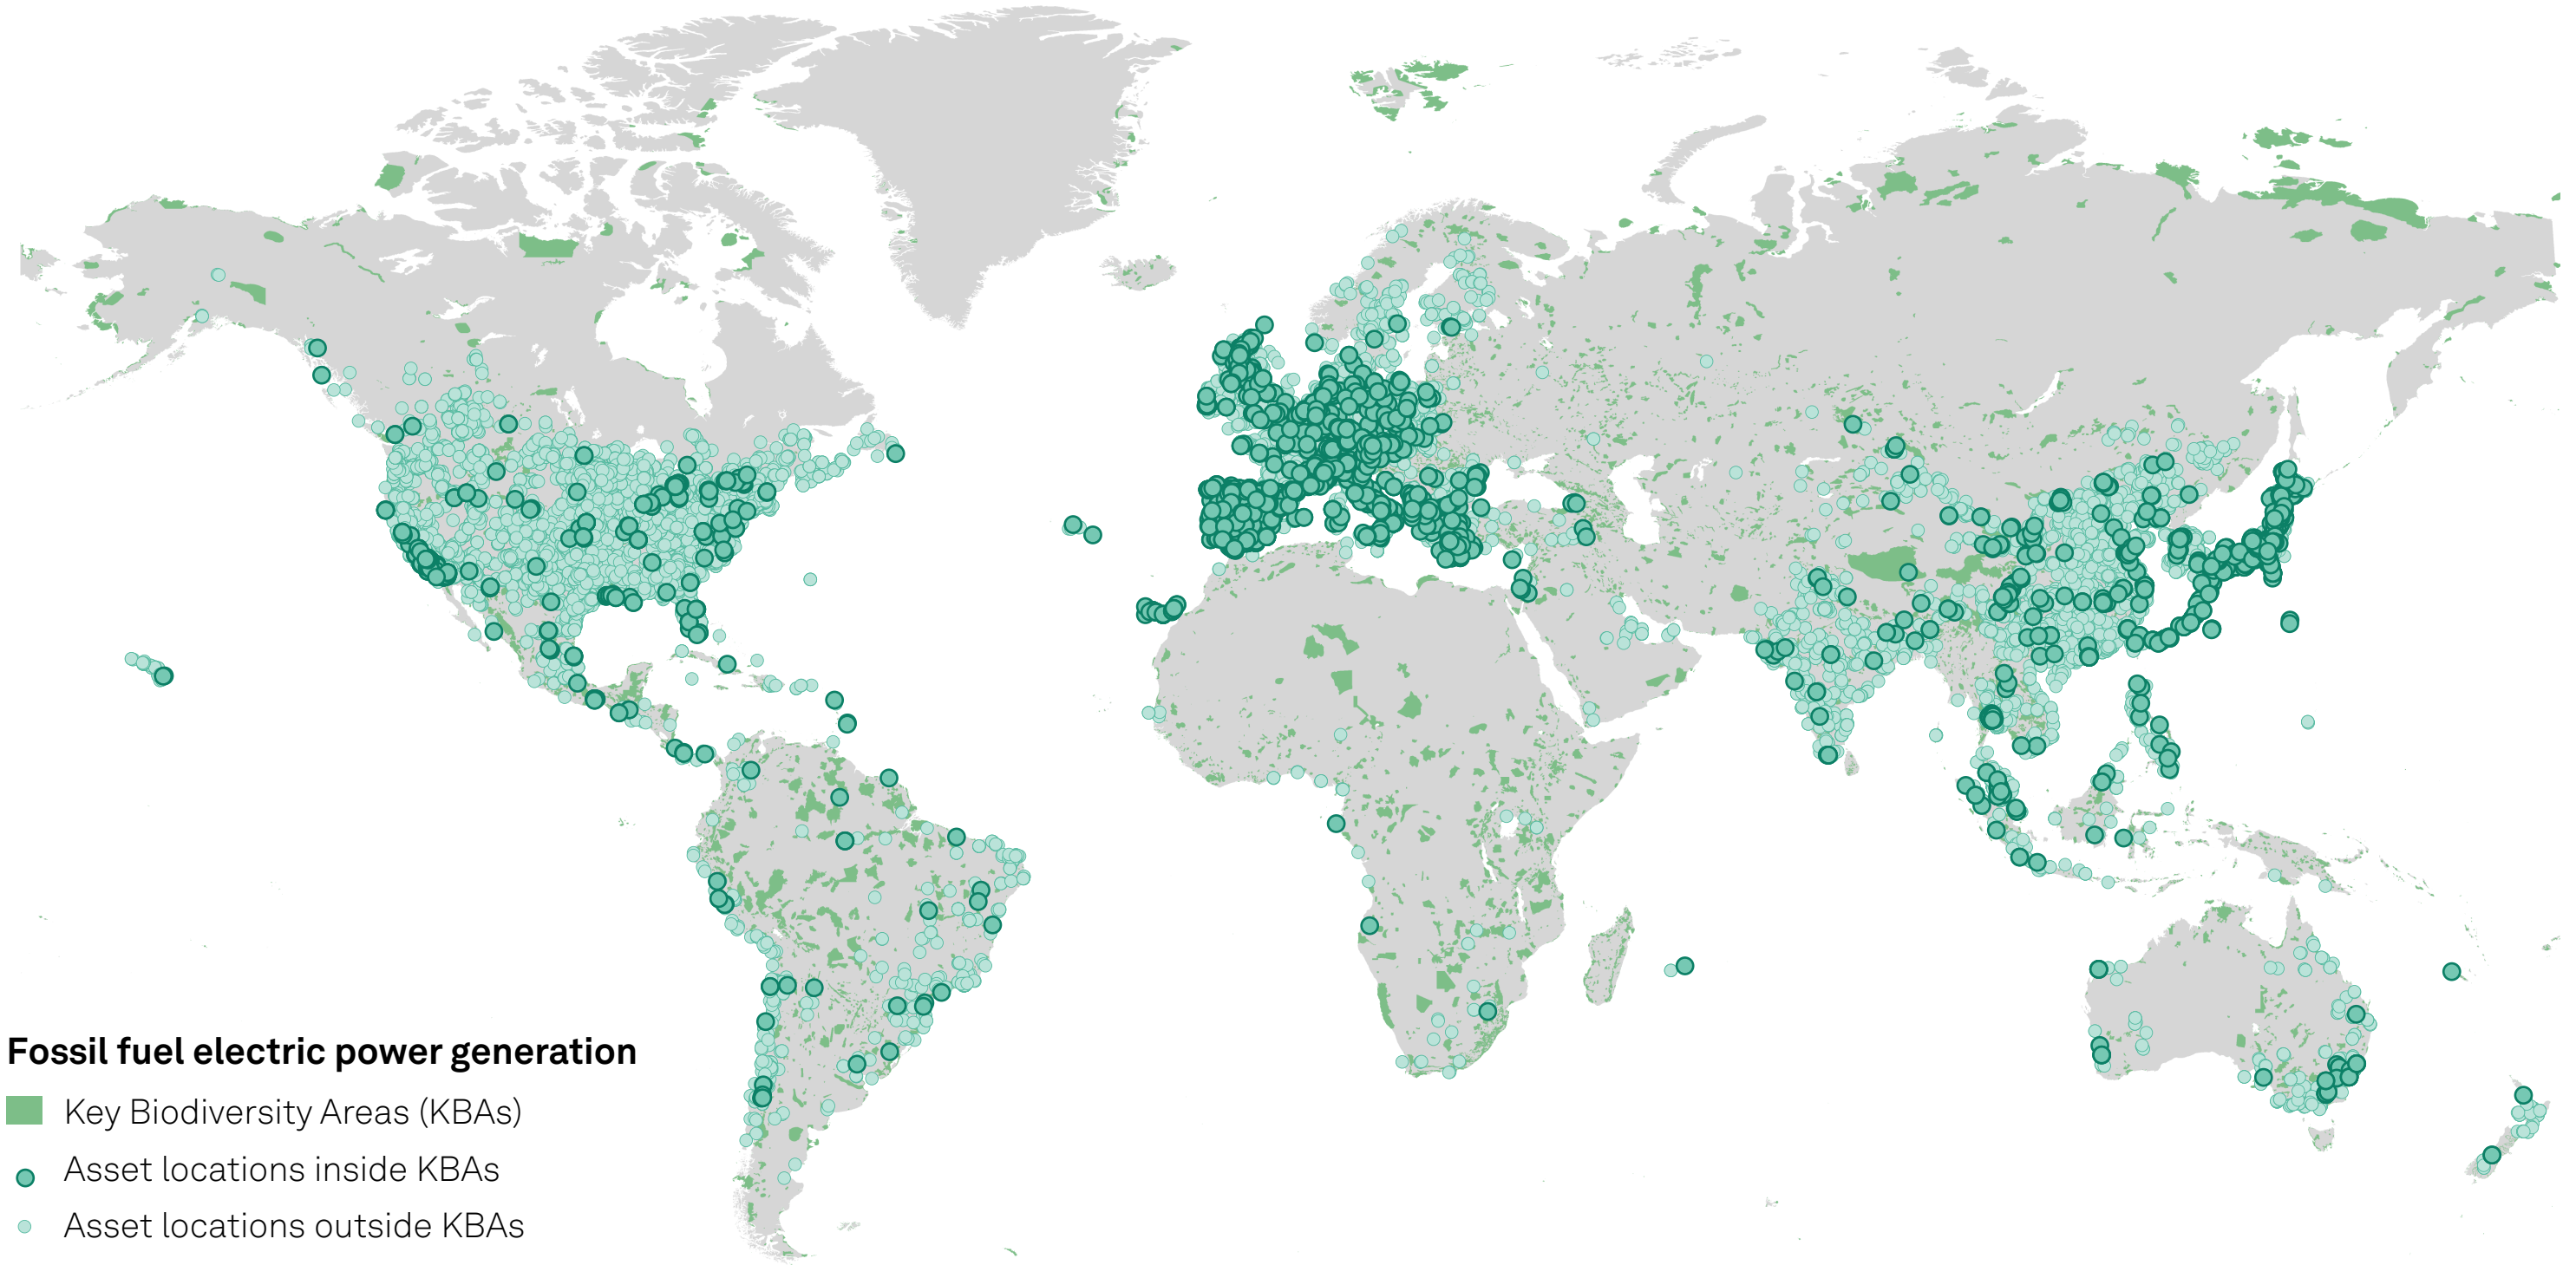 Fossil fuel electric power generation
Key Biodiversity Areas (KBAs)
Asset locations inside KBAs
Asset locations outside KBAs